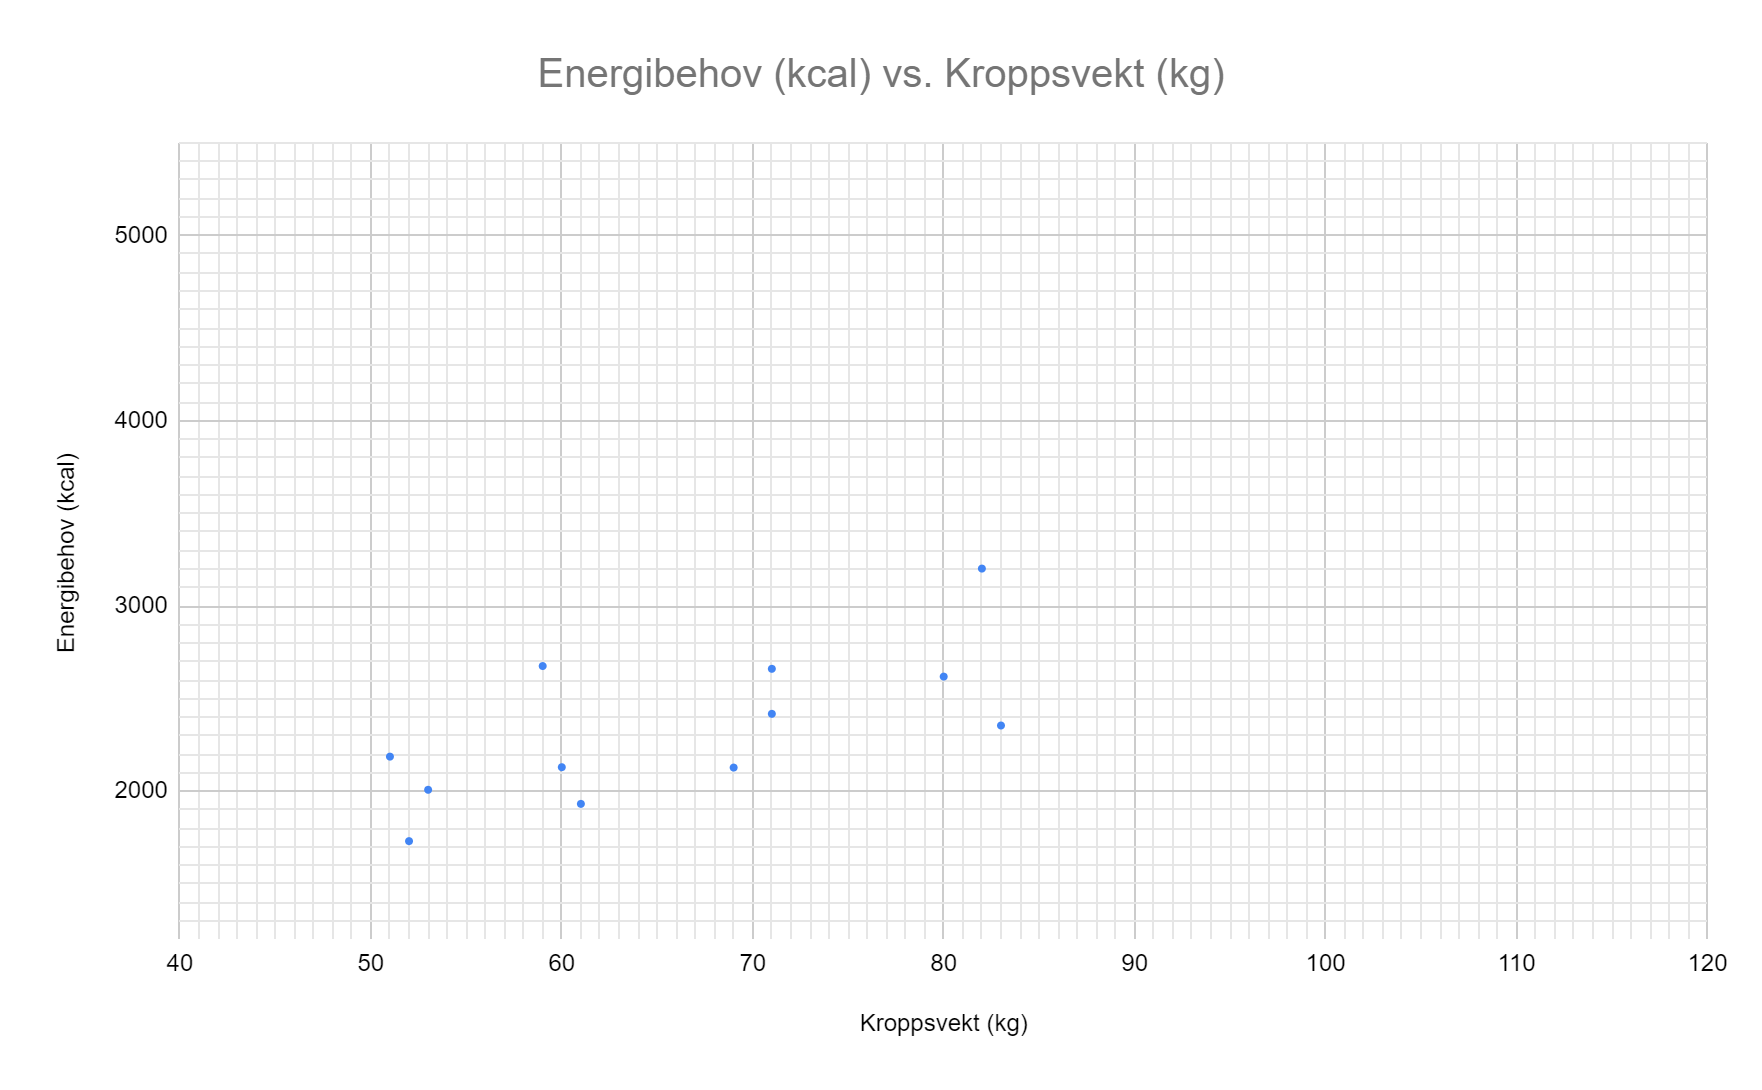 Energibehov (kcal) vs. Kroppsvekt (kg)
5000
4000
3000
2000
Energibehov (kcal)
40 50 60 70 80 90 100 110 120
Kroppsvekt (kg)